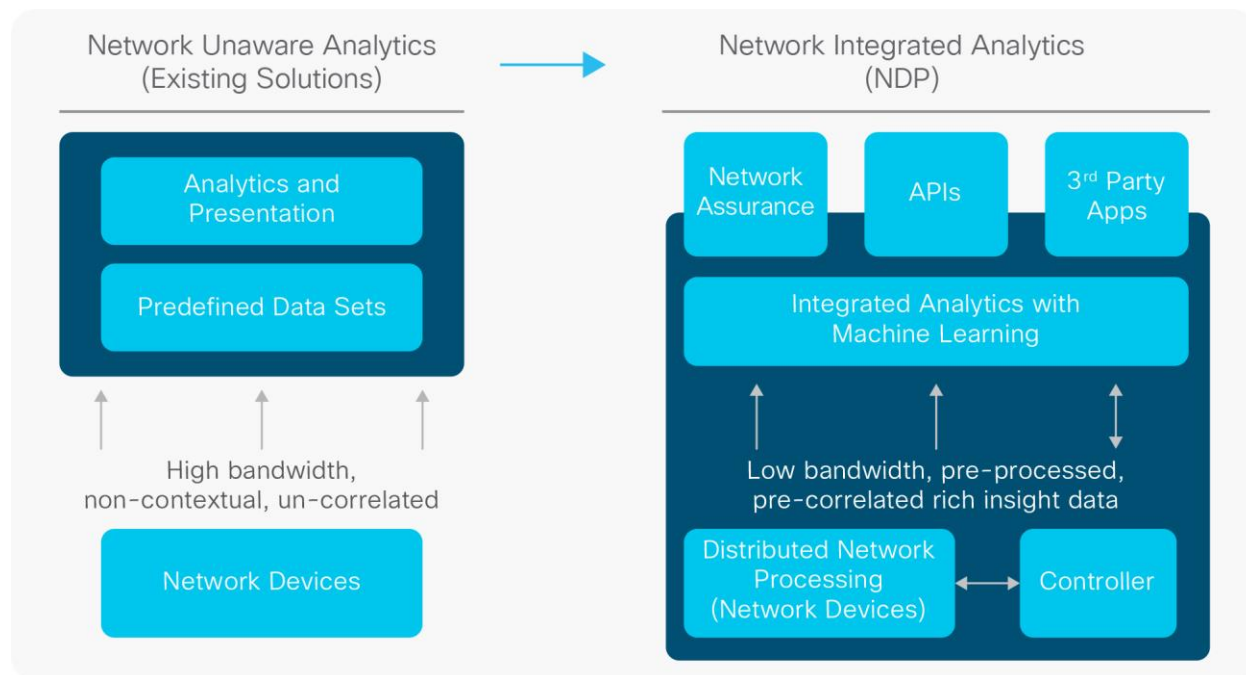 Network Unaware Analytics
(Existing Solutions)
Analytics and
Presentation
Predefined Data Sets
High bandwidth,
non-contextual, un-correlated
Network Devices
Network Integrated Analytics
(NDP)
Network
Assurance
APIs
3rd Party
Apps
Integrated Analytics with
Machine Learning
Low bandwidth, pre-processed,
pre-correlated rich insight data
Distributed Network
Processing
(Network Devices)
Controller